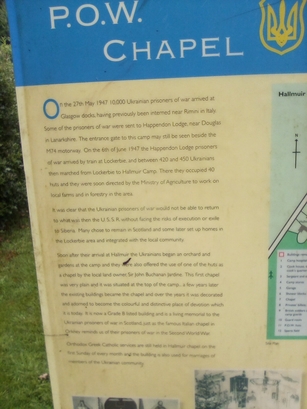 P.O.W.
CHAPEL
On the 27th May 1947 10,000 Ukrainian prisoners of war arrived at
Glasgow docks, having previously been interned near Rimini in Italy.
Some of the prisoners of war were sent to Happendon Lodge, near Douglas
in Lanarkshire. The entrance gate to this camp may still be seen beside the
M74 motorway. On the 6th of June 1947 the Happendon Lodge prisoners
of war arrived by train at Lockerbie, and between 420 and 450 Ukrainians
then marched from Lockerbie to Hallmuir Camp. There they occupied 40
huts and they were soon directed by the Ministry of Agriculture to work on
local farms and in forestry in the area.
It was clear that the Ukrainian prisoners of war would not be able to return
to what was then the U.S.S.R. without facing the risks of execution or exile
to Siberia. Many chose to remain in Scotland and some later set up homes in
the Lockerbie area and integrated with the local community.
Soon after arrival at Hallmuir the Ukrainians began an orchard and
gardens at the camp and were also offered the use of one of the huts as
a chapel by the local land owner, Sir John Buchanan Jardine. This first chapel
was very plain and it was situated at the top of the camp, a few years later
the existing building became the chapel and over the years it was decorated
and adorned to become the colourful and distinctive place of devotion which
it is today. It is now a Grade B listed building and is a living memorial to the
Ukrainian prisoners of war in Scotland just as the famous Italian chapel in
Orkney records on of Italian prisoners of war in the Second World War.
Orthodox Greek Catholic services are still held in Hallmuir chapel on the
first Sunday of every month and the building is also used for marriages of
members of the Ukrainian community.
Hallmuir
N